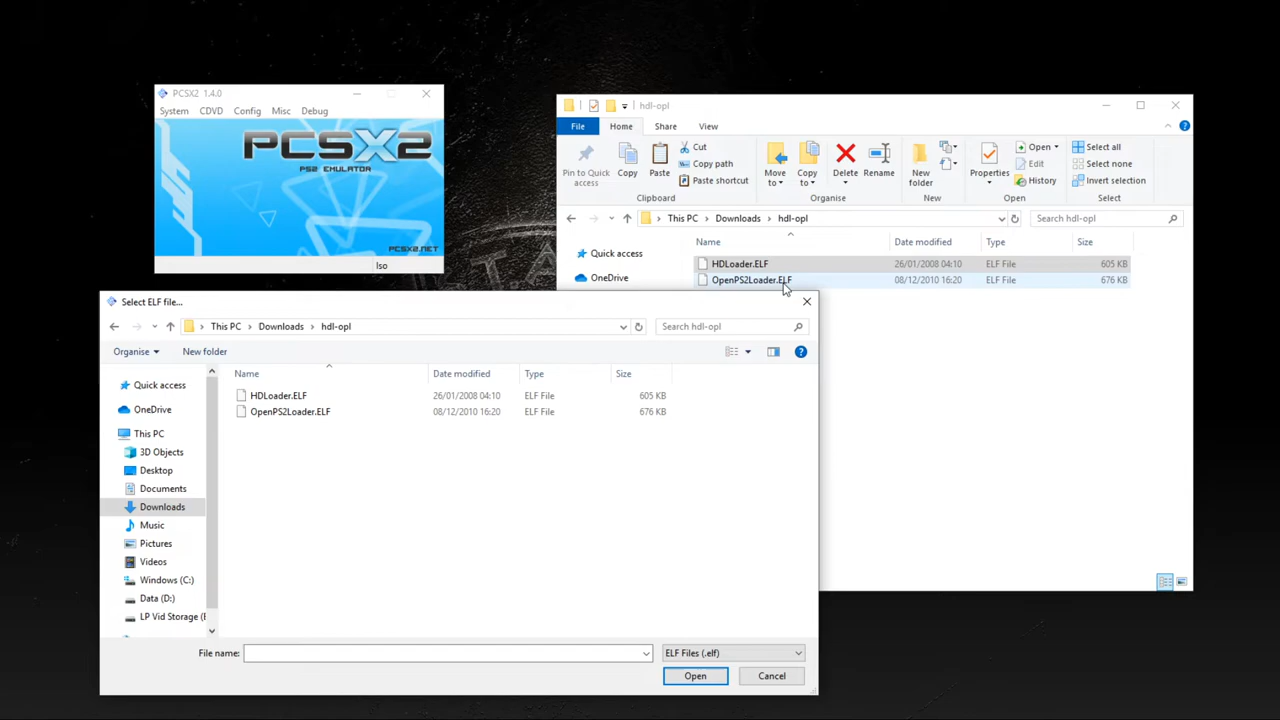 PCSX2 1.4.0
System CDVD Config Misc Debug
PCSX2
PS2 EMULATOR
PCSX2.NET
Iso
hdl-opl
File Home Share View
Pin to Quick access
Copy
Paste
Cut
Copy path
Paste shortcut
Clipboard
Move to
Copy to
Delete
Rename
Organise
New folder
New
Properties
Open
Edit
History
Open
Select all
Select none
Invert selection
Select
This PC > Downloads > hdl-opl
Search hdl-opl
Quick access
OneDrive
Name Date modified Type Size
HDLoader.ELF 26/01/2008 04:10 ELF File 605 KB
OpenPS2Loader.ELF 08/12/2010 16:20 ELF File 676 KB
Select ELF file...
This PC > Downloads > hdl-opl
Search hdl-opl
Organise New folder
Quick access
OneDrive
This PC
3D Objects
Desktop
Documents
Downloads
Music
Pictures
Videos
Windows (C:)
Data (D:)
LP Vid Storage (E
Name Date modified Type Size
HDLoader.ELF 26/01/2008 04:10 ELF File 605 KB
OpenPS2Loader.ELF 08/12/2010 16:20 ELF File 676 KB
File name:
ELF Files (.elf)
Open Cancel